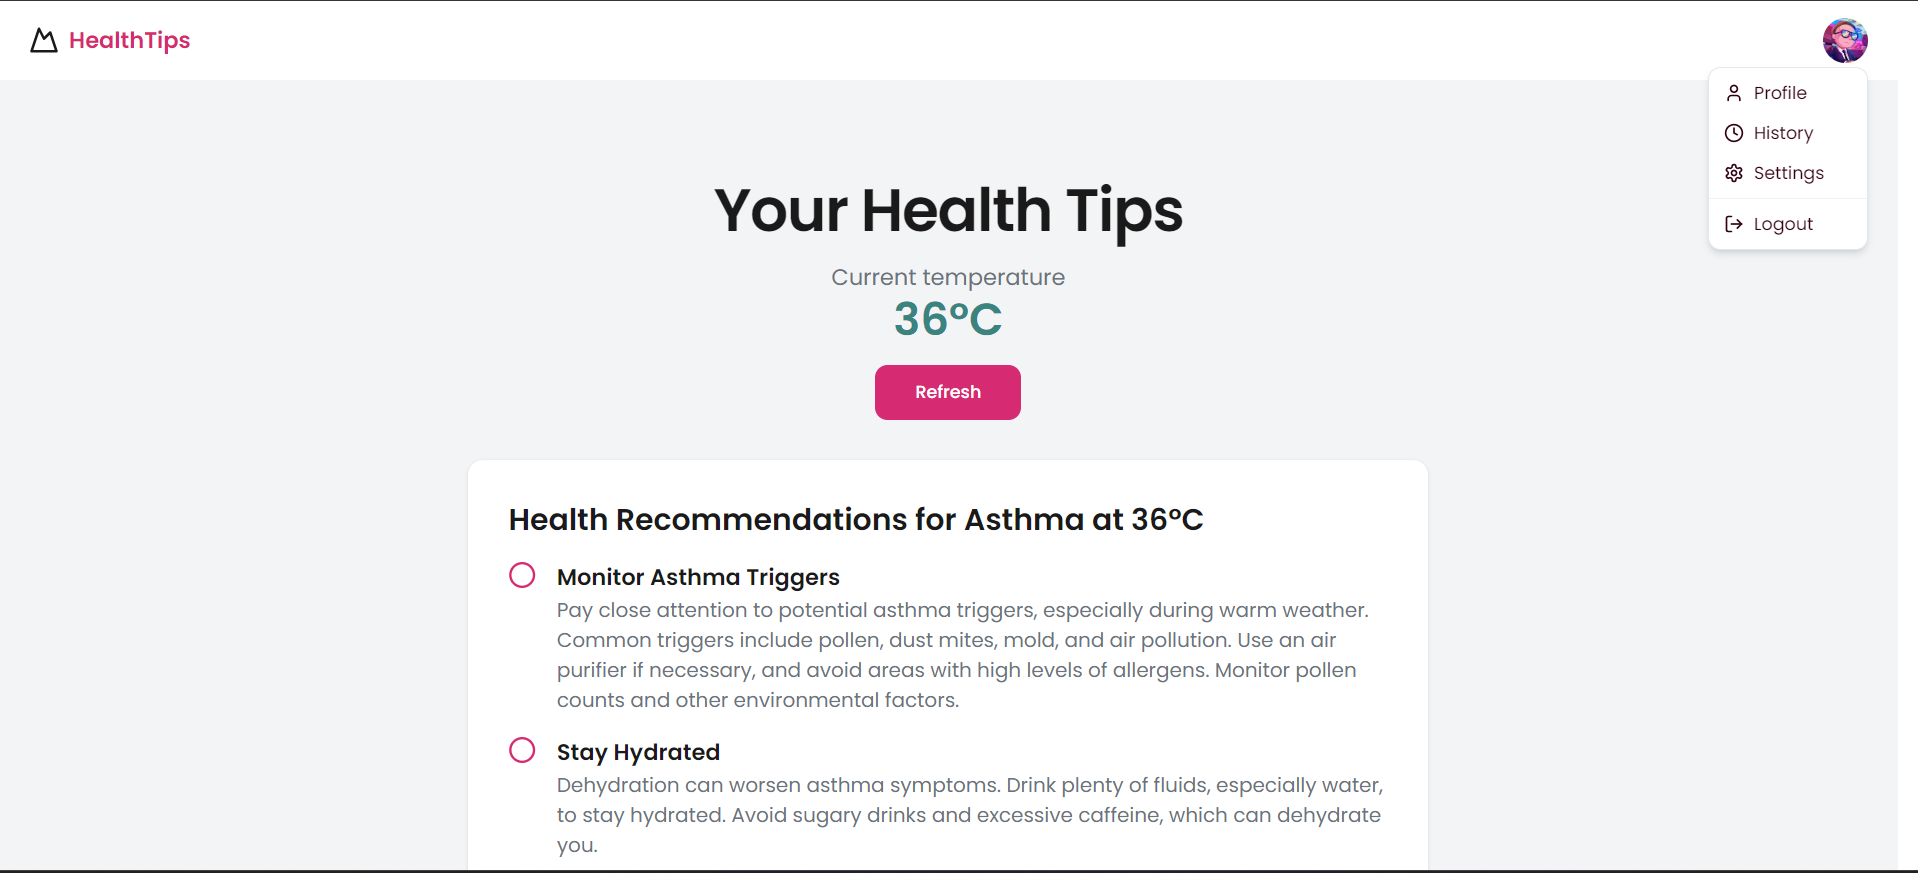 HealthTips
Profile
History
Settings
Logout
Your Health Tips
Current temperature
36°C
Refresh
Health Recommendations for Asthma at 36°C
Monitor Asthma Triggers
Pay close attention to potential asthma triggers, especially during warm weather.
Common triggers include pollen, dust mites, mold, and air pollution. Use an air
purifier if necessary, and avoid areas with high levels of allergens. Monitor pollen
counts and other environmental factors.
Stay Hydrated
Dehydration can worsen asthma symptoms. Drink plenty of fluids, especially water,
to stay hydrated. Avoid sugary drinks and excessive caffeine, which can dehydrate
you.